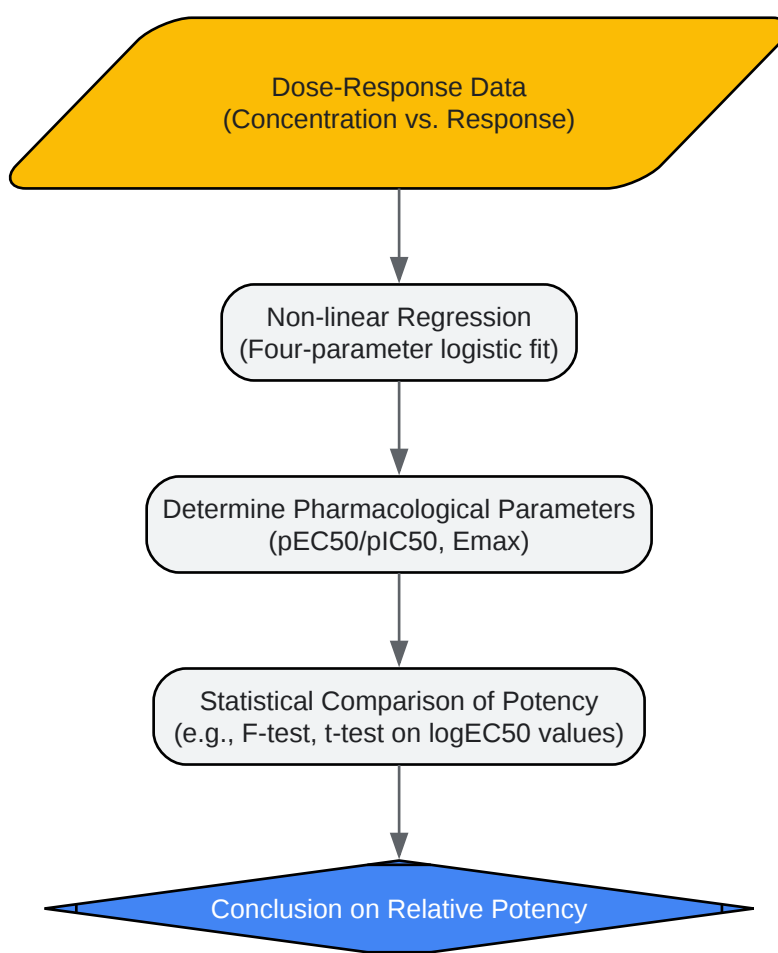 Dose-Response Data
(Concentration vs. Response)
Non-linear Regression
(Four-parameter logistic fit)
Determine Pharmacological Parameters
(pEC50/pIC50, Emax)
Statistical Comparison of Potency
(e.g., F-test, t-test on logEC50 values)
Conclusion on Relative Potency